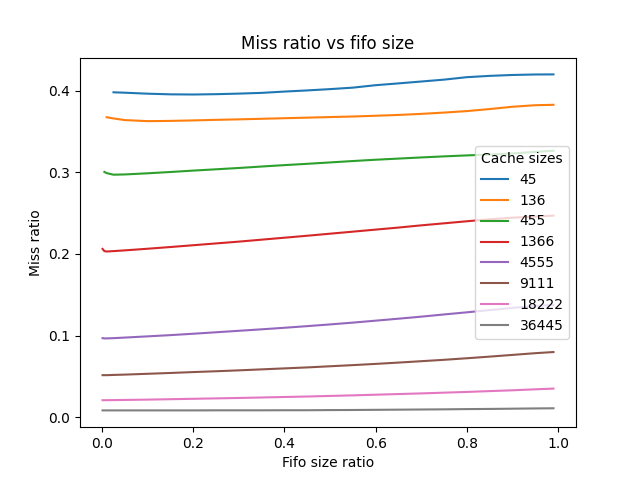 Miss ratio vs fifo size
Miss ratio
0.4
0.3
0.2
0.1
0.0
Cache sizes
45
136
455
1366
4555
9111
18222
36445
0.0 0.2 0.4 0.6 0.8 1.0
Fifo size ratio